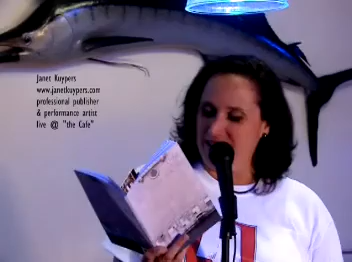 Janet Kuypers
www.janetkuypers.com
professional publisher
& performance artist
live @ "the Cafe"